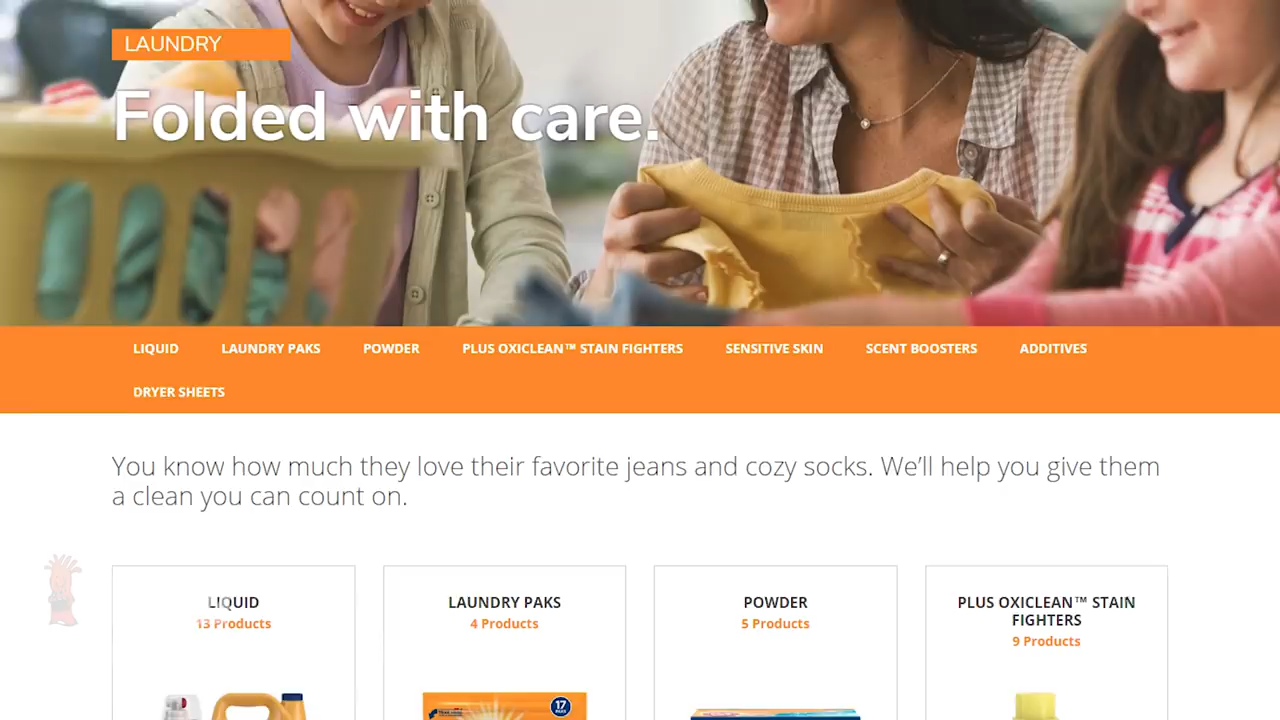 LAUNDRY
Folded with care.
LIQUID LAUNDRY PAKS POWDER PLUS OXICLEAN™ STAIN FIGHTERS SENSITIVE SKIN SCENT BOOSTERS ADDITIVES
DRYER SHEETS
You know how much they love their favorite jeans and cozy socks. We’ll help you give them
a clean you can count on.
LIQUID
13 Products
LAUNDRY PAKS
4 Products
POWDER
5 Products
PLUS OXICLEAN™ STAIN
FIGHTERS
9 Products
17